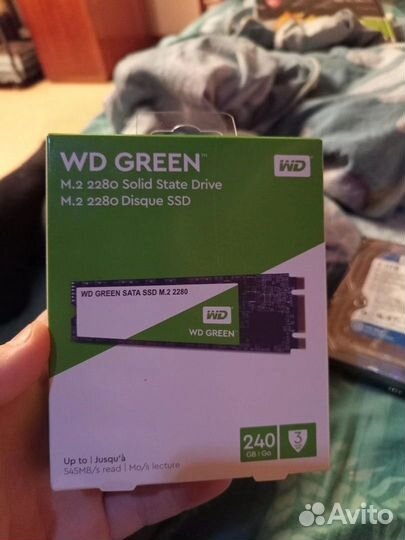 WD GREEN™
WD
M.2 2280 Solid State Drive
M.2 2280 Disque SSD
WD GREEN SATA SSD M.2 2280
WD
WD GREEN
Up to | Jusqu'à
545MB/s read | Mo/s lecture
240
GB | Go
3
Avito